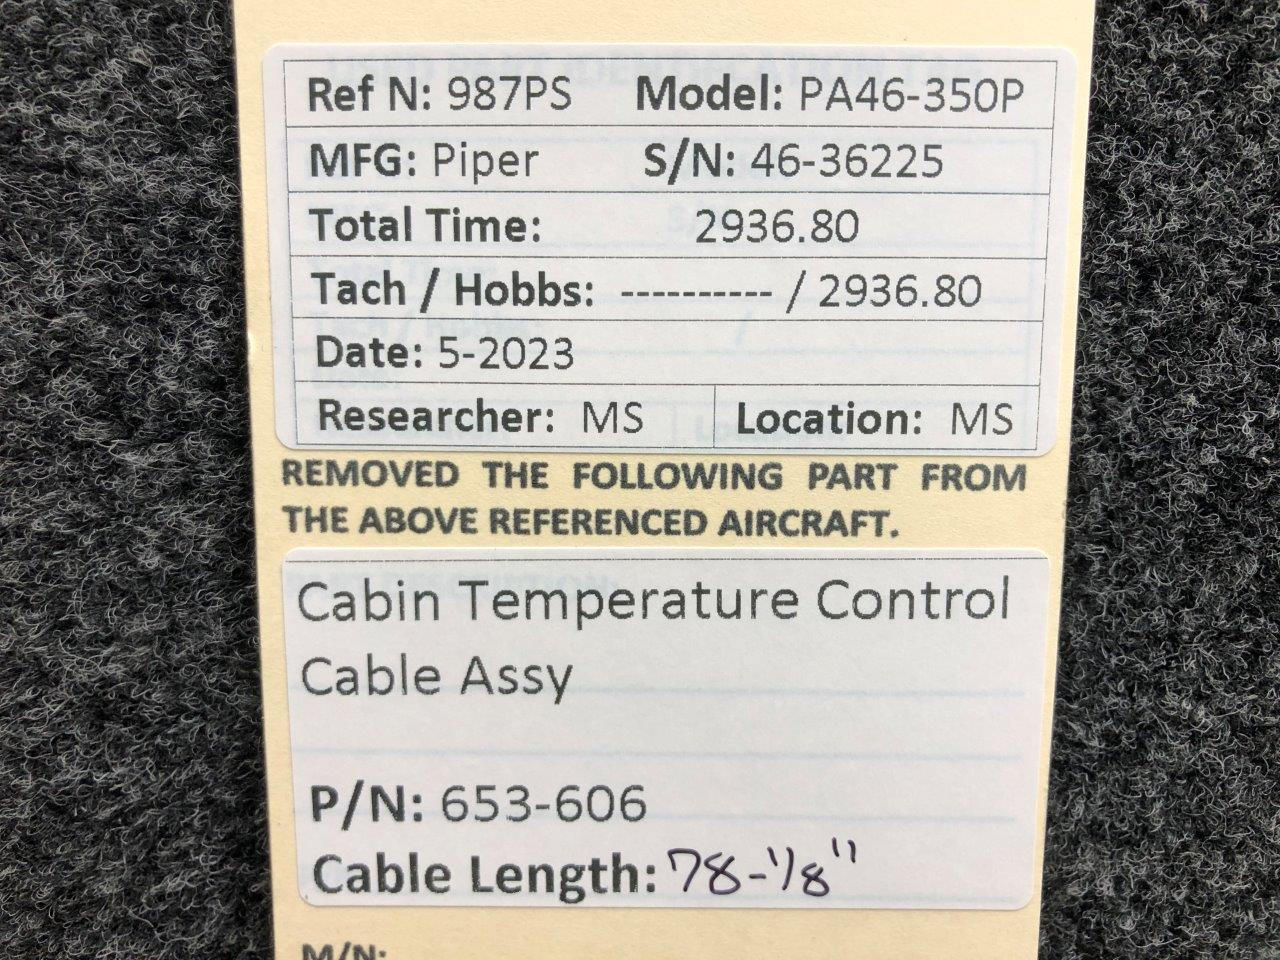 Ref N: 987PS Model: PA46-350P
MFG: Piper S/N: 46-36225
Total Time: 2936.80
Tach / Hobbs: ---------- / 2936.80
Date: 5-2023
Researcher: MS Location: MS
REMOVED THE FOLLOWING PART FROM
THE ABOVE REFERENCED AIRCRAFT.
Cabin Temperature Control
Cable Assy
P/N: 653-606
Cable Length: 78-1/8"
M/N: